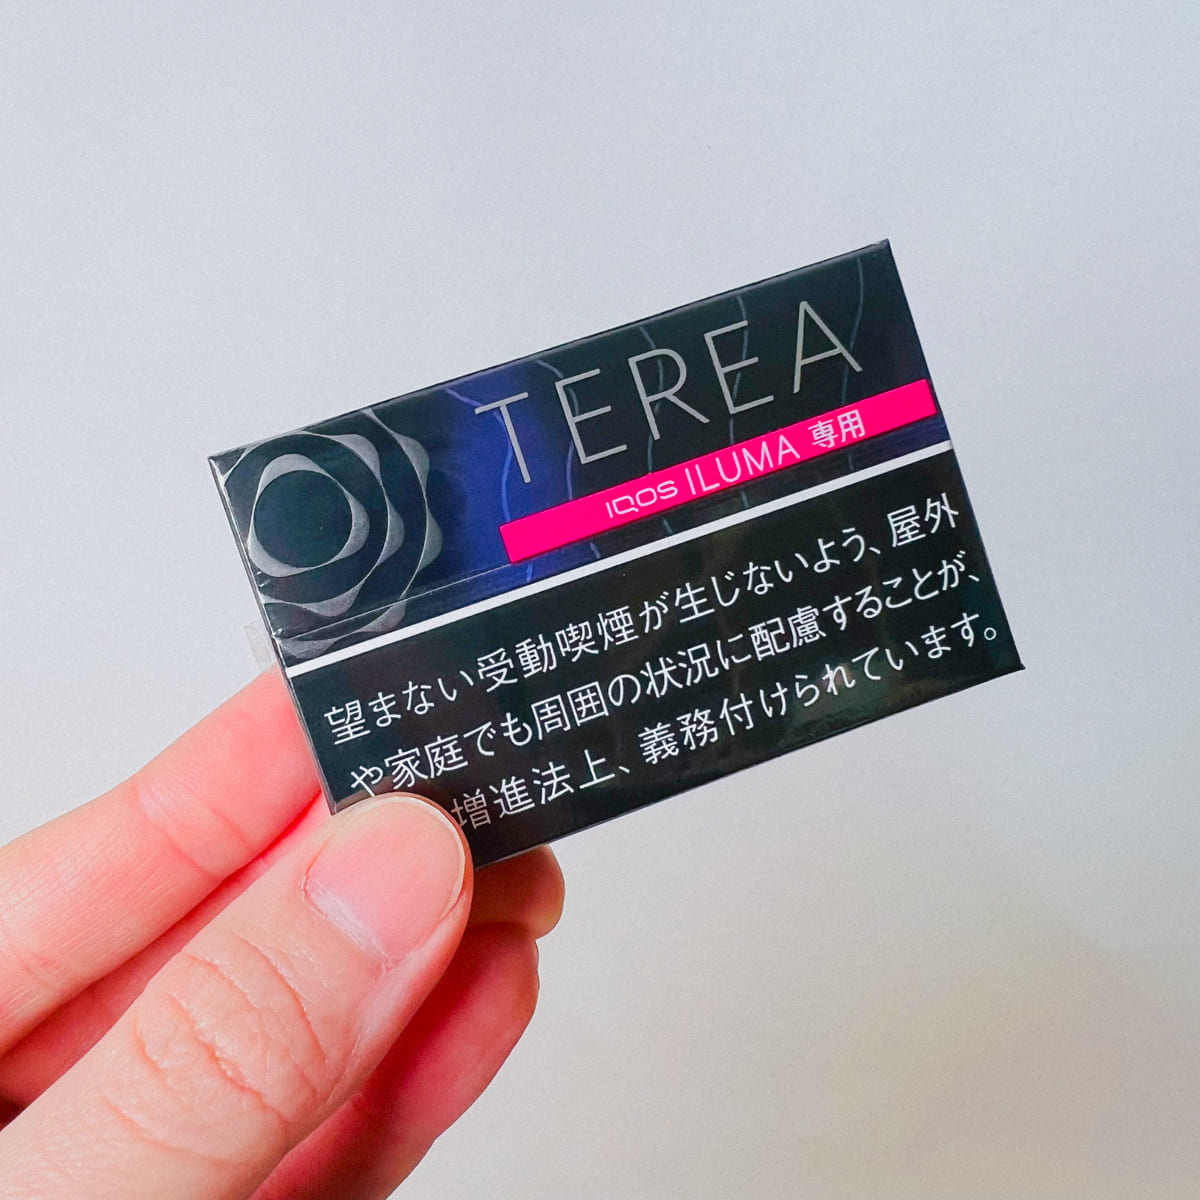 TEREA
IQOS ILUMA 専用
望まない受動喫煙が生じないよう、屋外
や家庭でも周囲の状況に配慮することが、
増進法上、義務付けられています。